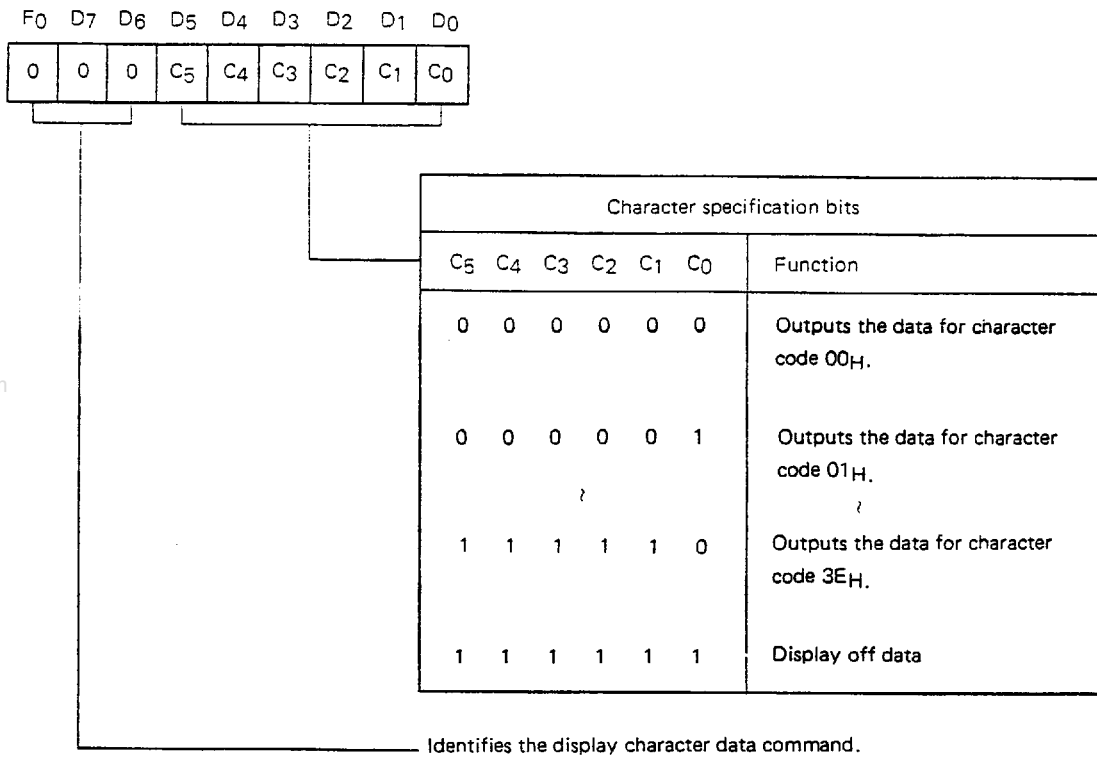 F0 D7 D6 D5 D4 D3 D2 D1 D0
0 0 0 C5 C4 C3 C2 C1 C0
Character specification bits
C5 C4 C3 C2 C1 C0 Function
0 0 0 0 0 0 Outputs the data for character
code 00H.
0 0 0 0 0 1 Outputs the data for character
code 01H.
≀ ≀
1 1 1 1 1 0 Outputs the data for character
code 3EH.
1 1 1 1 1 1 Display off data
Identifies the display character data command.
n